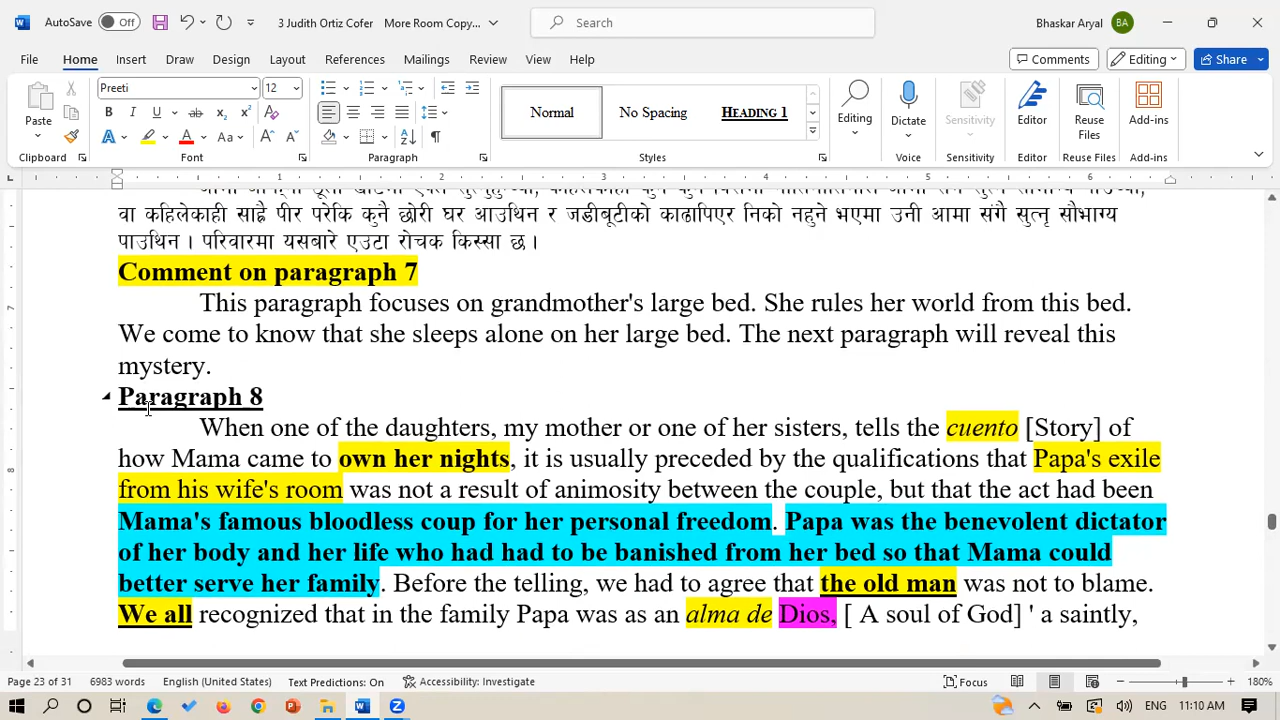 AutoSave Off 3 Judith Ortiz Cofer More Room Copy... Search Bhaskar Aryal BA
File Home Insert Draw Design Layout References Mailings Review View Help Comments Editing Share
Preeti 12
Paste
Normal No Spacing HEADING 1
Editing Dictate Sensitivity Editor Reuse Files Add-ins
Clipboard Font Paragraph Styles Voice Sensitivity Editor Reuse Files Add-ins
1 2 3 4 5 6
वा कहिलेकाही साह्रै पीर परेकि कुनै छोरी घर आउथिन र जडीबूटीको काढापिएर निको नहुने भएमा उनी आमा संगै सुत्नृ सौभाग्य
पाउथिन । परिवारमा यसबारे एउटा रोचक किस्सा छ।
Comment on paragraph 7
This paragraph focuses on grandmother's large bed. She rules her world from this bed.
We come to know that she sleeps alone on her large bed. The next paragraph will reveal this
mystery.
Paragraph 8
When one of the daughters, my mother or one of her sisters, tells the cuento [Story] of
how Mama came to own her nights, it is usually preceded by the qualifications that Papa's exile
from his wife's room was not a result of animosity between the couple, but that the act had been
Mama's famous bloodless coup for her personal freedom. Papa was the benevolent dictator
of her body and her life who had had to be banished from her bed so that Mama could
better serve her family. Before the telling, we had to agree that the old man was not to blame.
We all recognized that in the family Papa was as an alma de Dios, [ A soul of God] ' a saintly,
Page 23 of 31 6983 words English (United States) Text Predictions: On Accessibility: Investigate Focus 180%
ENG 11:10 AM